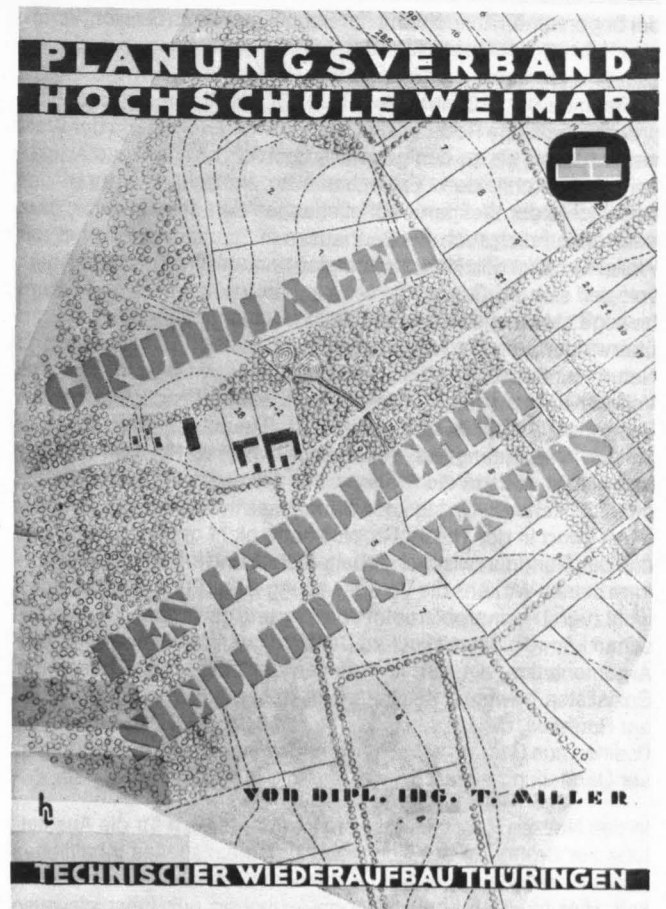 PLANUNGSVERBAND
HOCHSCHULE WEIMAR
GRUNDLAGEN
DES LÄNDLICHEN
SIEDLUNGSWESENS
VON DIPL. ING. T. MILLER
TECHNISCHER WIEDERAUFBAU THÜRINGEN